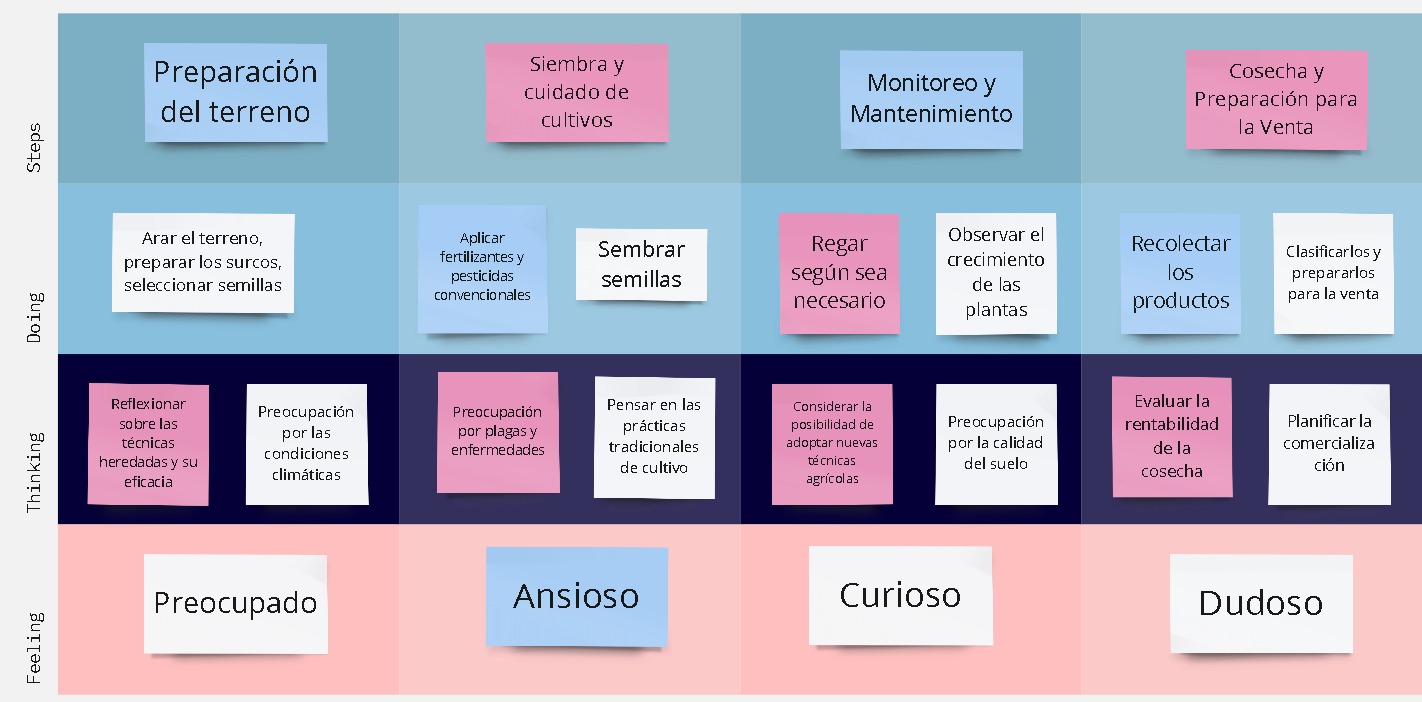 Steps
Preparación
del terreno
Siembra y
cuidado de
cultivos
Monitoreo y
Mantenimiento
Cosecha y
Preparación para
la Venta
Doing
Arar el terreno,
preparar los surcos,
seleccionar semillas
Aplicar
fertilizantes y
pesticidas
convencionales
Sembrar
semillas
Regar
según sea
necesario
Observar el
crecimiento
de las
plantas
Recolectar
los
productos
Clasificarlos y
prepararlos
para la venta
Thinking
Reflexionar
sobre las
técnicas
heredadas y su
eficacia
Preocupación
por las
condiciones
climáticas
Preocupación
por plagas y
enfermedades
Pensar en las
prácticas
tradicionales
de cultivo
Considerar la
posibilidad de
adoptar nuevas
técnicas
agrícolas
Preocupación
por la calidad
del suelo
Evaluar la
rentabilidad
de la
cosecha
Planificar la
comercializa
ción
Feeling
Preocupado
Ansioso
Curioso
Dudoso